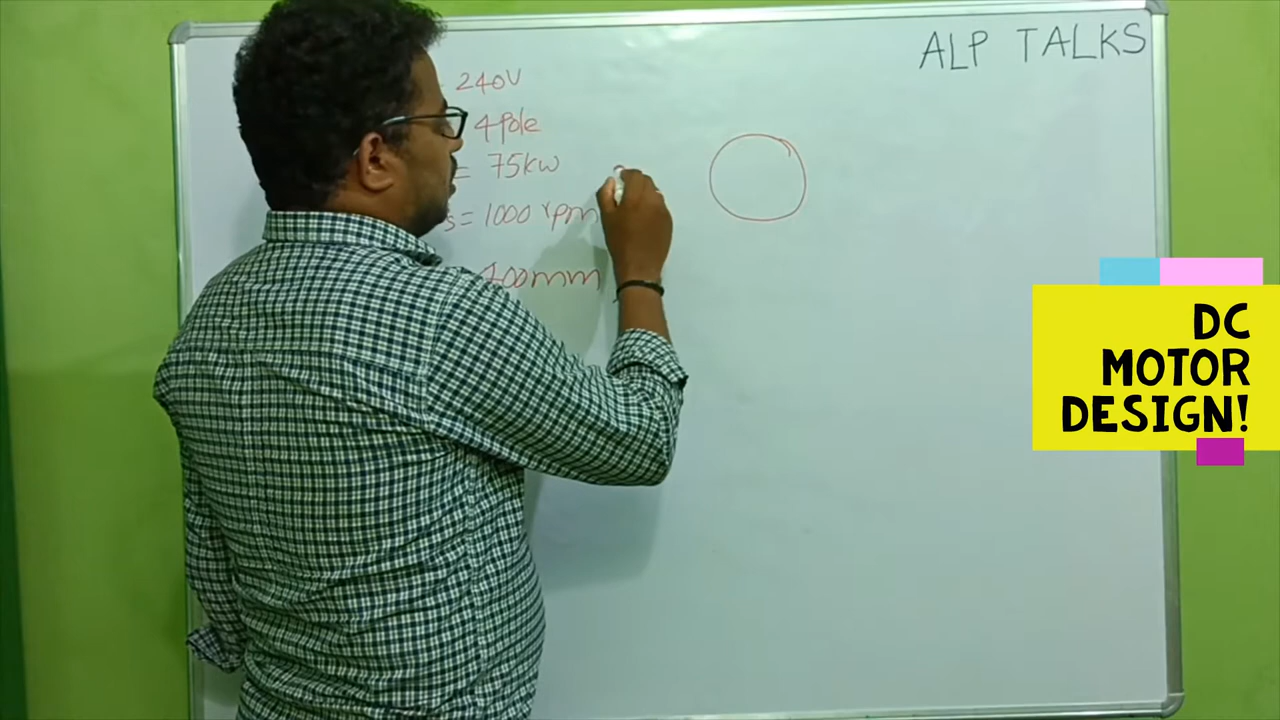 ALP TALKS
240V
4 Pole
= 75kw
s = 1000 rpm
400mm
DC
MOTOR
DESIGN!